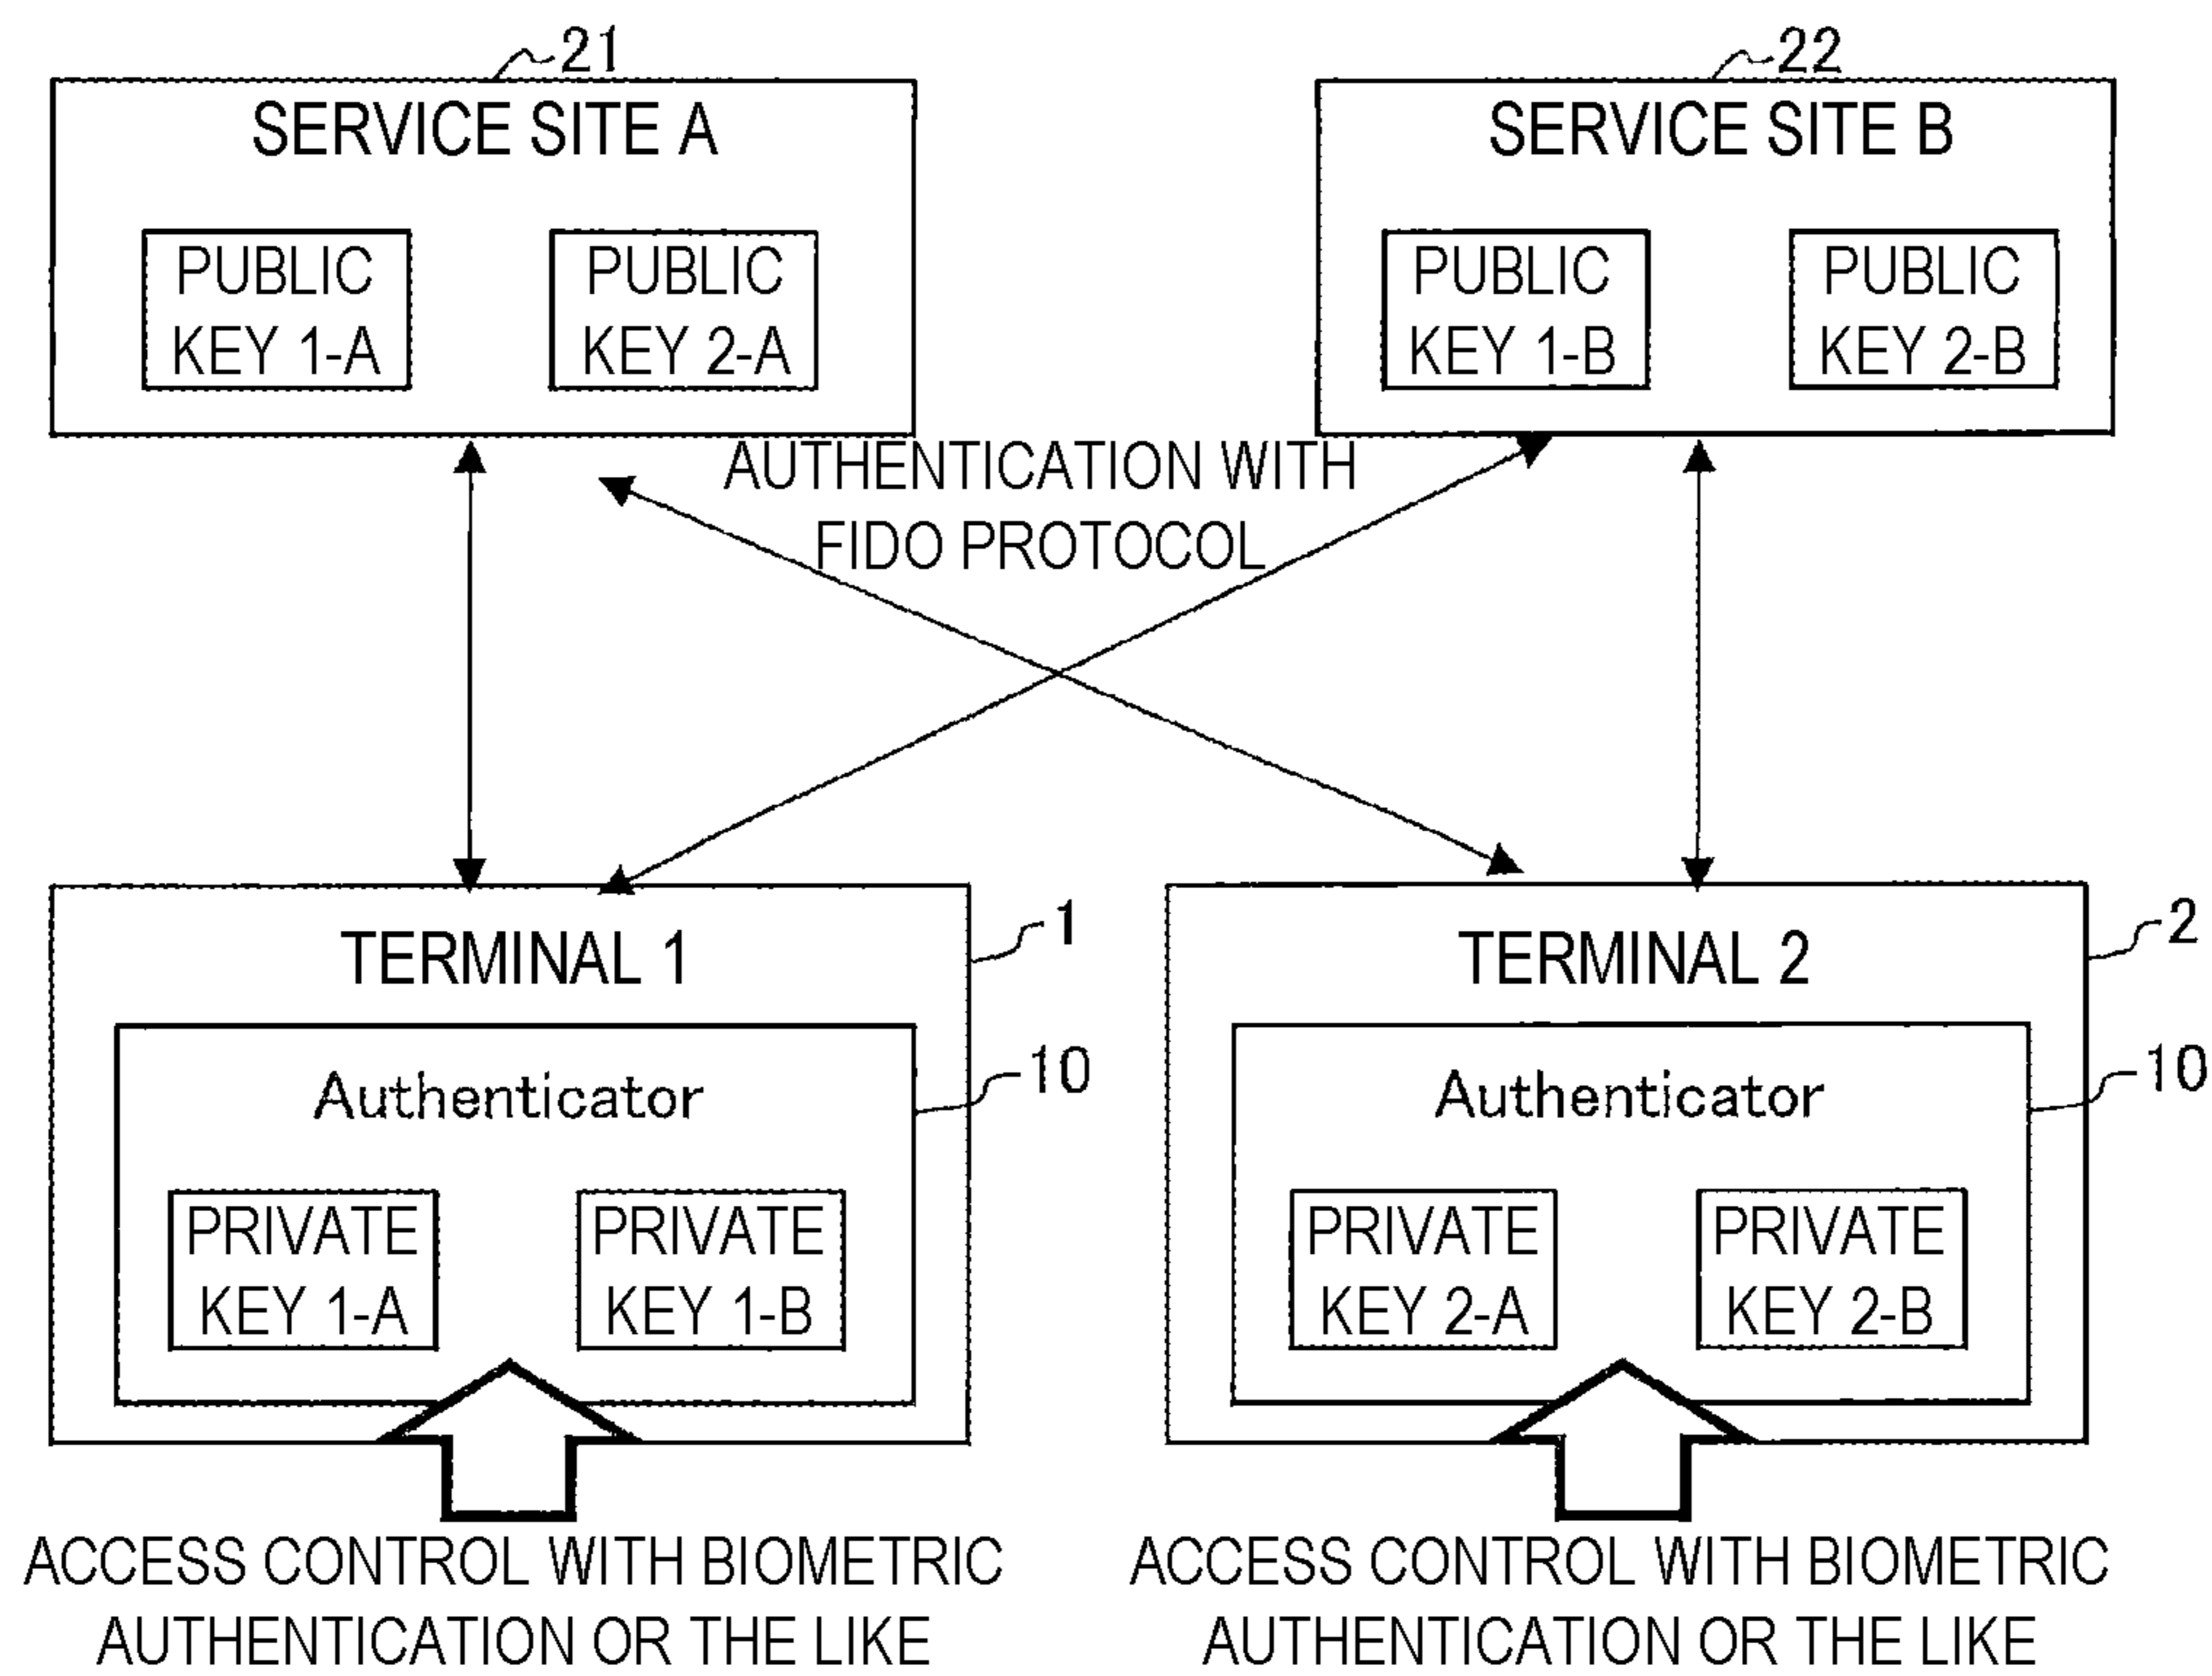 21
22
SERVICE SITE A
SERVICE SITE B
PUBLIC
KEY 1-A
PUBLIC
KEY 2-A
PUBLIC
KEY 1-B
PUBLIC
KEY 2-B
AUTHENTICATION WITH
FIDO PROTOCOL
1
TERMINAL 1
10
Authenticator
PRIVATE
KEY 1-A
PRIVATE
KEY 1-B
2
TERMINAL 2
10
Authenticator
PRIVATE
KEY 2-A
PRIVATE
KEY 2-B
ACCESS CONTROL WITH BIOMETRIC
AUTHENTICATION OR THE LIKE
ACCESS CONTROL WITH BIOMETRIC
AUTHENTICATION OR THE LIKE